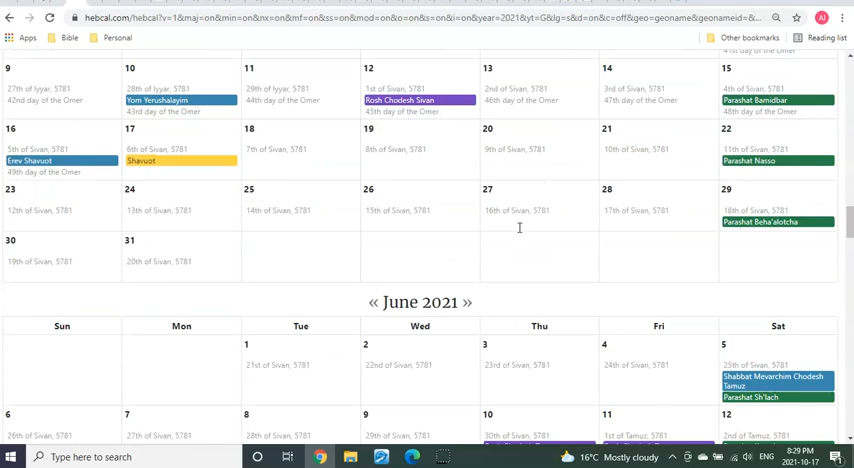 hebcal.com/hebcal?v=1&maj=on&min=on&nx=on&mf=on&ss=on&mod=on&o=on&s=on&i=on&year=2021&yt=G&lg=s&d=on&c=off&geo=geoname&geonameid=&...
Apps Bible Personal Other bookmarks Reading list
41st day of the Omer
9 10 11 12 13 14 15
27th of Iyyar, 5781 28th of Iyyar, 5781 29th of Iyyar, 5781 1st of Sivan, 5781 2nd of Sivan, 5781 3rd of Sivan, 5781 4th of Sivan, 5781
42nd day of the Omer Yom Yerushalayim 44th day of the Omer Rosh Chodesh Sivan 46th day of the Omer 47th day of the Omer Parashat Bamidbar
43rd day of the Omer 45th day of the Omer 48th day of the Omer
16 17 18 19 20 21 22
5th of Sivan, 5781 6th of Sivan, 5781 7th of Sivan, 5781 8th of Sivan, 5781 9th of Sivan, 5781 10th of Sivan, 5781 11th of Sivan, 5781
Erev Shavuot Shavuot Parashat Nasso
49th day of the Omer
23 24 25 26 27 28 29
12th of Sivan, 5781 13th of Sivan, 5781 14th of Sivan, 5781 15th of Sivan, 5781 16th of Sivan, 5781 17th of Sivan, 5781 18th of Sivan, 5781
Parashat Beha'alotcha
30 31
19th of Sivan, 5781 20th of Sivan, 5781
« June 2021 »
Sun Mon Tue Wed Thu Fri Sat
1 2 3 4 5
21st of Sivan, 5781 22nd of Sivan, 5781 23rd of Sivan, 5781 24th of Sivan, 5781 25th of Sivan, 5781
Shabbat Mevarchim Chodesh
Tamuz
Parashat Sh'lach
6 7 8 9 10 11 12
26th of Sivan, 5781 27th of Sivan, 5781 28th of Sivan, 5781 29th of Sivan, 5781 30th of Sivan, 5781 1st of Tamuz, 5781 2nd of Tamuz, 5781
Type here to search 16°C Mostly cloudy ENG 8:29 PM
2021-10-17